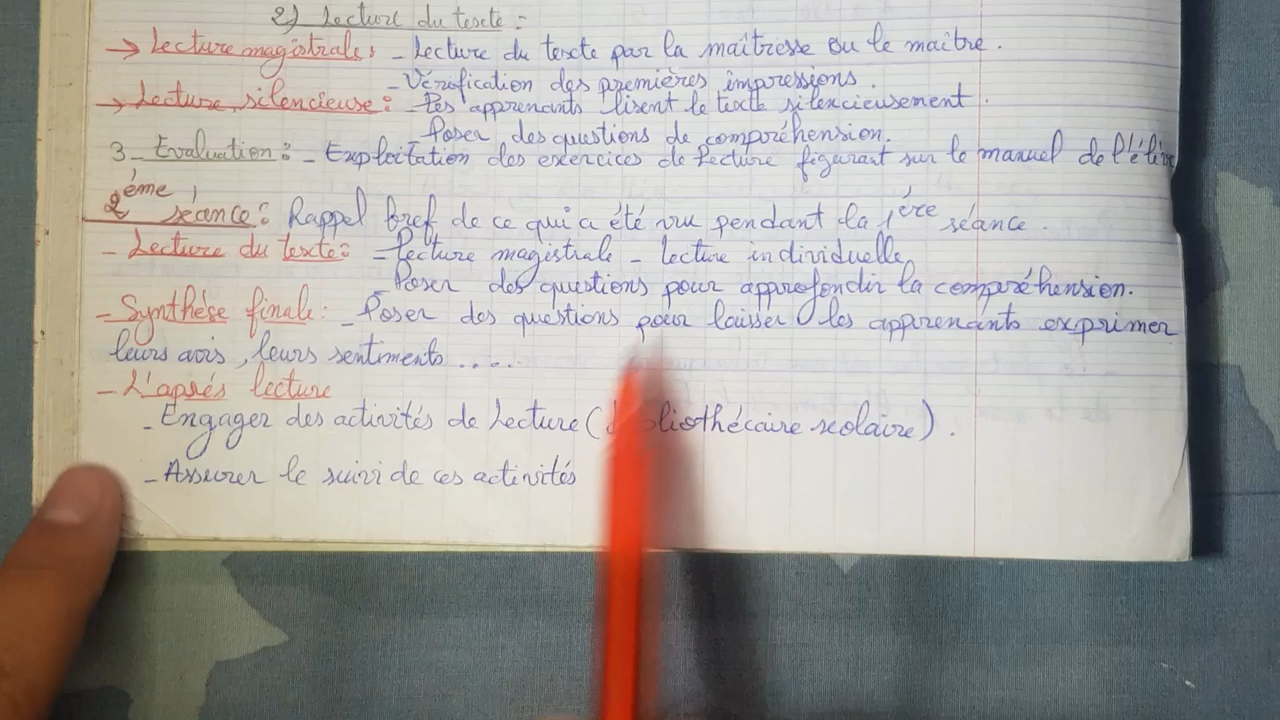 2) Lecture du texte :
→ Lecture magistrale : - Lecture du texte par la maîtresse ou le maître.
- Vérification des premières impressions.
→ Lecture silencieuse : - Les apprenants lisent le texte silencieusement.
- Poser des questions de compréhension.
3 - Evaluation : - Exploitation des exercices de lecture figurant sur le manuel de l'élève
2ème séance : Rappel bref de ce qui a été vu pendant la 1ère séance.
- Lecture du texte : - Lecture magistrale - lecture individuelle
- Poser des questions pour approfondir la compréhension.
- Synthèse finale : - Poser des questions pour laisser les apprenants exprimer
leurs avis, leurs sentiments .....
- L'après lecture
- Engager des activités de lecture ( scolaire).
- Assurer le suivi de ces activités